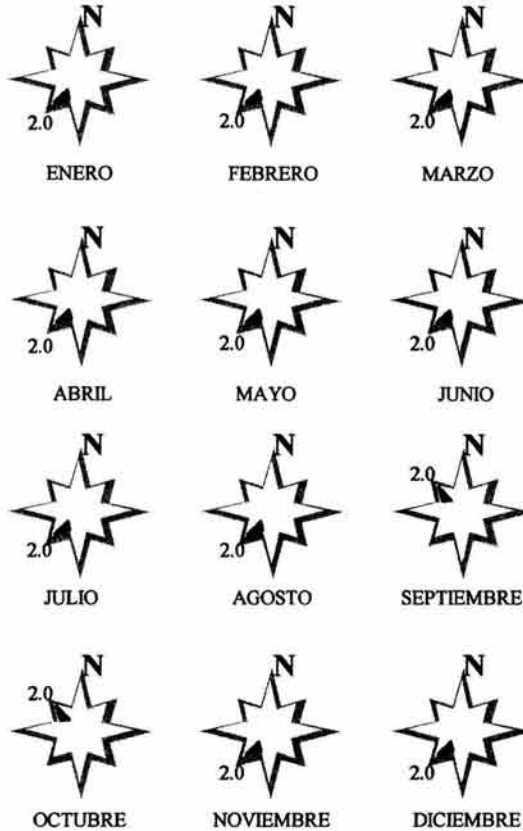 N N N
2.0 2.0 2.0
ENERO FEBRERO MARZO
N N N
2.0 2.0 2.0
ABRIL MAYO JUNIO
N N N
2.0
2.0 2.0
JULIO AGOSTO SEPTIEMBRE
N N N
2.0
2.0 2.0
OCTUBRE NOVIEMBRE DICIEMBRE